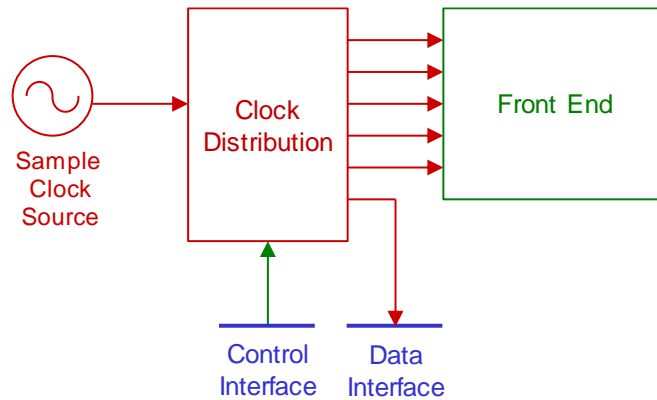 Clock
Distribution
Front End
Sample
Clock
Source
Control
Interface
Data
Interface